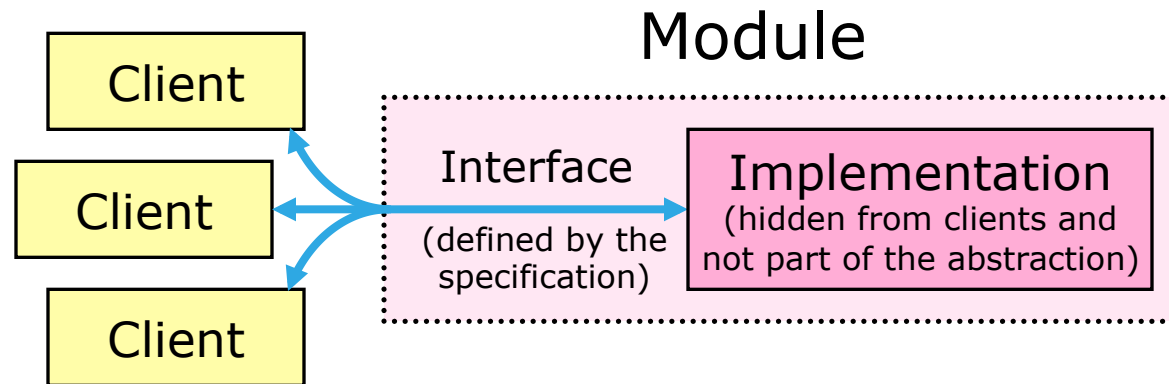 Module
Client
Client
Client
Interface
(defined by the
specification)
Implementation
(hidden from clients and
not part of the abstraction)